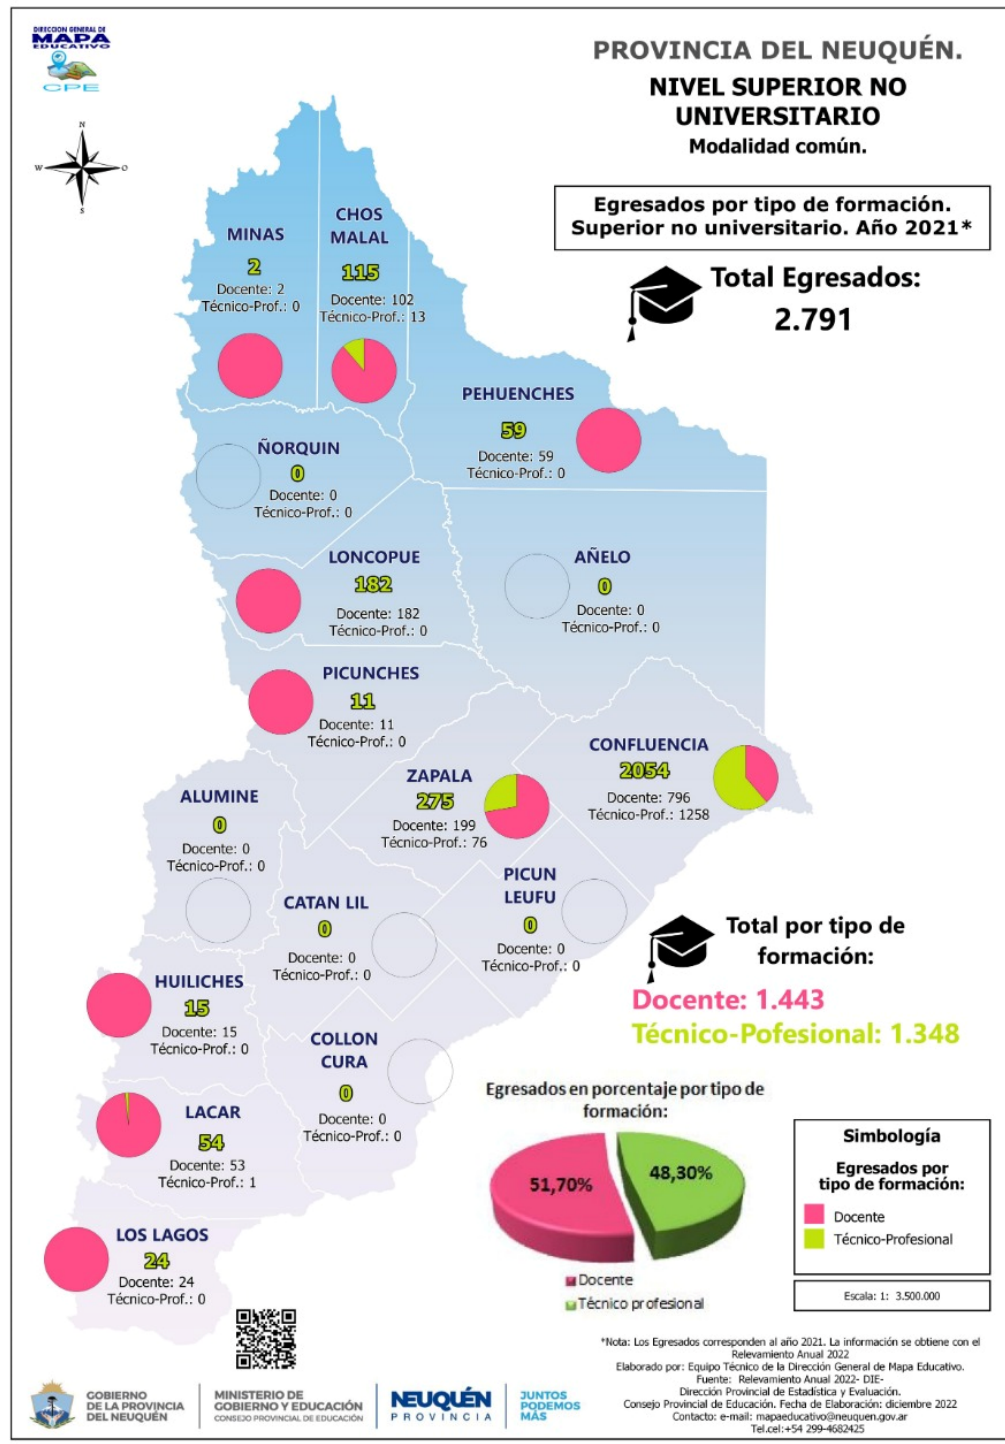 DIRECCION GENERAL DE
MAPA
EDUCATIVO
CPE
PROVINCIA DEL NEUQUÉN.
NIVEL SUPERIOR NO
UNIVERSITARIO
Modalidad común.
N
W
O
S
Egresados por tipo de formación.
Superior no universitario. Año 2021*
Total Egresados:
2.791
MINAS
2
Docente: 2
Técnico-Prof.: 0
CHOS
MALAL
115
Docente: 102
Técnico-Prof.: 13
PEHUENCHES
59
Docente: 59
Técnico-Prof.: 0
ÑORQUIN
0
Docente: 0
Técnico-Prof.: 0
LONCOPUE
182
Docente: 182
Técnico-Prof.: 0
AÑELO
0
Docente: 0
Técnico-Prof.: 0
PICUNCHES
11
Docente: 11
Técnico-Prof.: 0
CONFLUENCIA
2054
Docente: 796
Técnico-Prof.: 1258
ZAPALA
275
Docente: 199
Técnico-Prof.: 76
ALUMINE
0
Docente: 0
Técnico-Prof.: 0
PICUN
LEUFU
0
Docente: 0
Técnico-Prof.: 0
CATAN LIL
0
Docente: 0
Técnico-Prof.: 0
Total por tipo de
formación:
Docente: 1.443
Técnico-Pofesional: 1.348
HUILICHES
15
Docente: 15
Técnico-Prof.: 0
COLLON
CURA
0
Docente: 0
Técnico-Prof.: 0
LACAR
54
Docente: 53
Técnico-Prof.: 1
LOS LAGOS
24
Docente: 24
Técnico-Prof.: 0
Egresados en porcentaje por tipo de
formación:
51,70%
48,30%
Docente
Técnico profesional
Simbología
Egresados por
tipo de formación:
Docente
Técnico-Profesional
Escala: 1: 3.500.000
*Nota: Los Egresados corresponden al año 2021. La información se obtiene con el
Relevamiento Anual 2022
Elaborado por: Equipo Técnico de la Dirección General de Mapa Educativo.
Fuente: Relevamiento Anual 2022- DIE-
Dirección Provincial de Estadística y Evaluación.
Consejo Provincial de Educación. Fecha de Elaboración: diciembre 2022
Contacto: e-mail: mapaeducativo@neuquen.gov.ar
Tel.cel:+54 299-4682425
GOBIERNO
DE LA PROVINCIA
DEL NEUQUÉN
MINISTERIO DE
GOBIERNO Y EDUCACIÓN
CONSEJO PROVINCIAL DE EDUCACIÓN
NEUQUÉN
PROVINCIA
JUNTOS
PODEMOS
MÁS